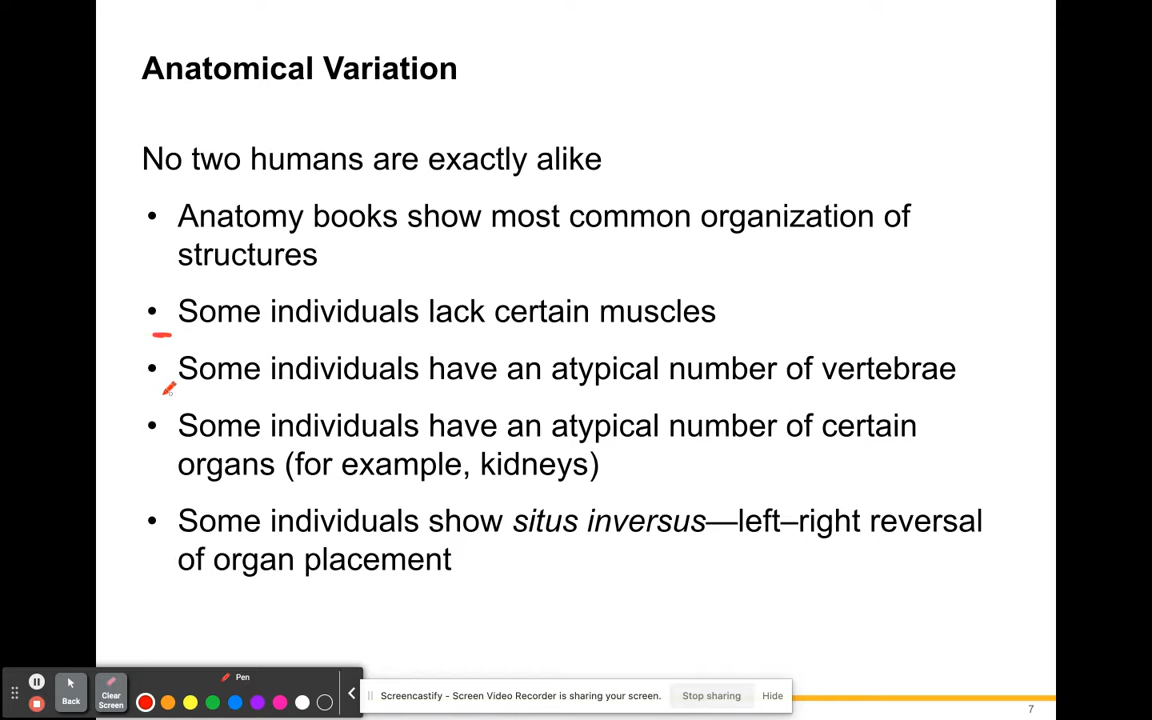 Anatomical Variation
No two humans are exactly alike
• Anatomy books show most common organization of
structures
• Some individuals lack certain muscles
• Some individuals have an atypical number of vertebrae
• Some individuals have an atypical number of certain
organs (for example, kidneys)
• Some individuals show situs inversus—left–right reversal
of organ placement
Pen
Back
Clear
Screen
Screencastify - Screen Video Recorder is sharing your screen.
Stop sharing
Hide
7